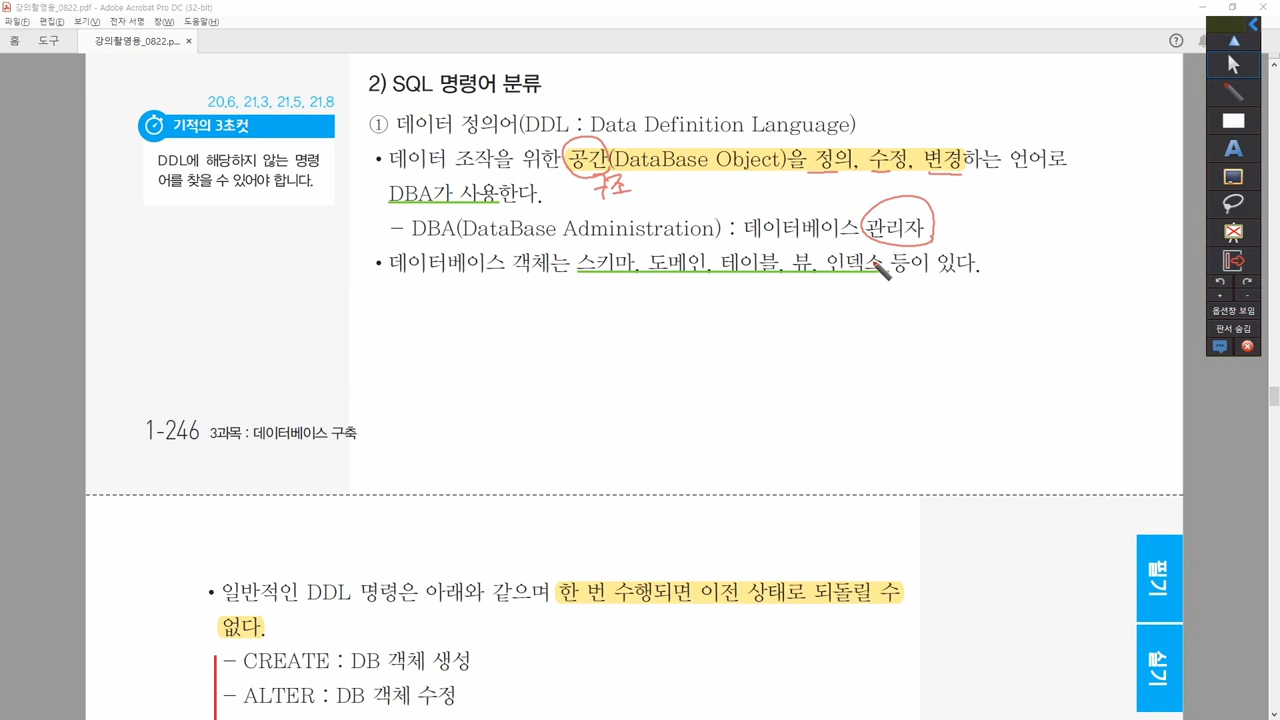 강의촬영용_0822.pdf - Adobe Acrobat Pro DC (32-bit)
파일(F) 편집(E) 보기(V) 전자 서명 창(W) 도움말(H)
홈 도구 강의촬영용_0822.p... ×
2) SQL 명령어 분류
20.6, 21.3, 21.5, 21.8
기적의 3초컷
DDL에 해당하지 않는 명령
어를 찾을 수 있어야 합니다.
① 데이터 정의어(DDL : Data Definition Language)
• 데이터 조작을 위한 공간(DataBase Object)을 정의, 수정, 변경하는 언어로
구조
DBA가 사용한다.
– DBA(DataBase Administration) : 데이터베이스 관리자
• 데이터베이스 객체는 스키마, 도메인, 테이블, 뷰, 인덱스 등이 있다.
1-246 3과목 : 데이터베이스 구축
• 일반적인 DDL 명령은 아래와 같으며 한 번 수행되면 이전 상태로 되돌릴 수
없다.
– CREATE : DB 객체 생성
– ALTER : DB 객체 수정
필기
실기
A
+ -
옵션창 보임
판서 숨김